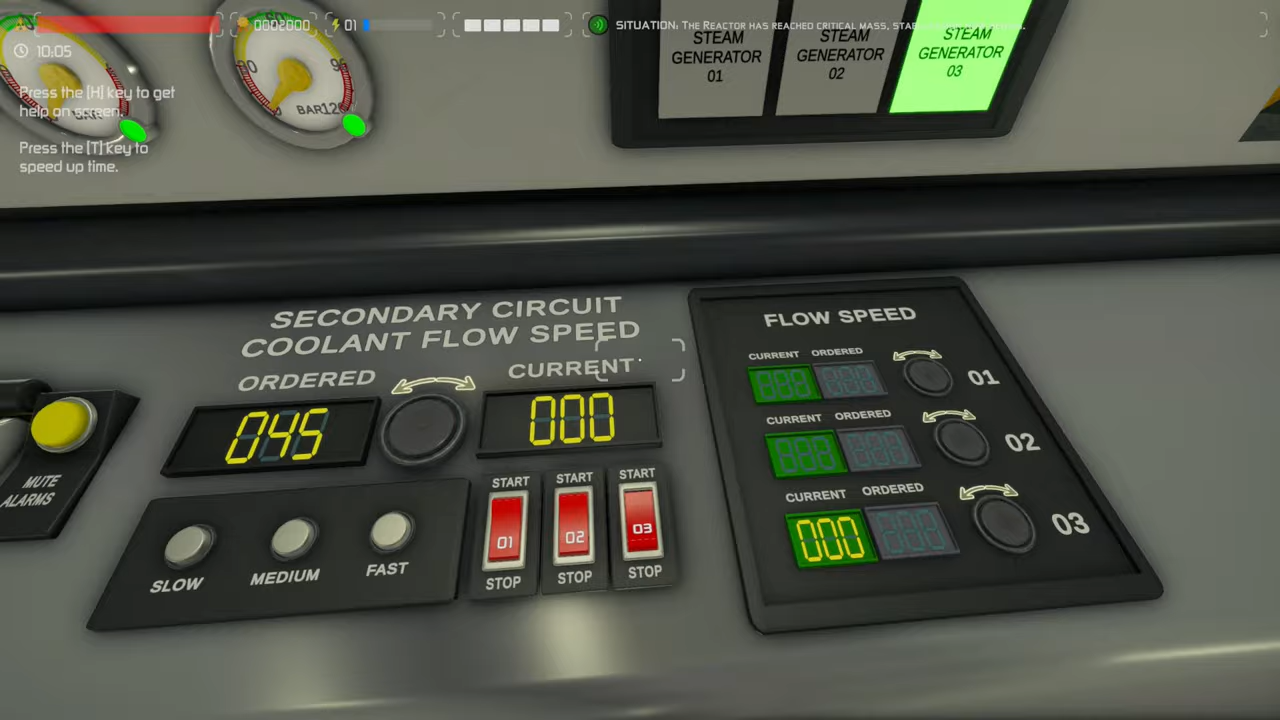 0002000
01
SITUATION: The Reactor has reached critical mass,
10:05
Press the [H] key to get
help on screen.
Press the [T] key to
speed up time.
BAR
STEAM
GENERATOR
01
STEAM
GENERATOR
02
STEAM
GENERATOR
03
SECONDARY CIRCUIT
COOLANT FLOW SPEED
ORDERED
CURRENT
045
000
MUTE
ALARMS
SLOW
MEDIUM
FAST
START
01
STOP
START
02
STOP
START
03
STOP
FLOW SPEED
CURRENT ORDERED
01
CURRENT ORDERED
02
CURRENT ORDERED
000
03